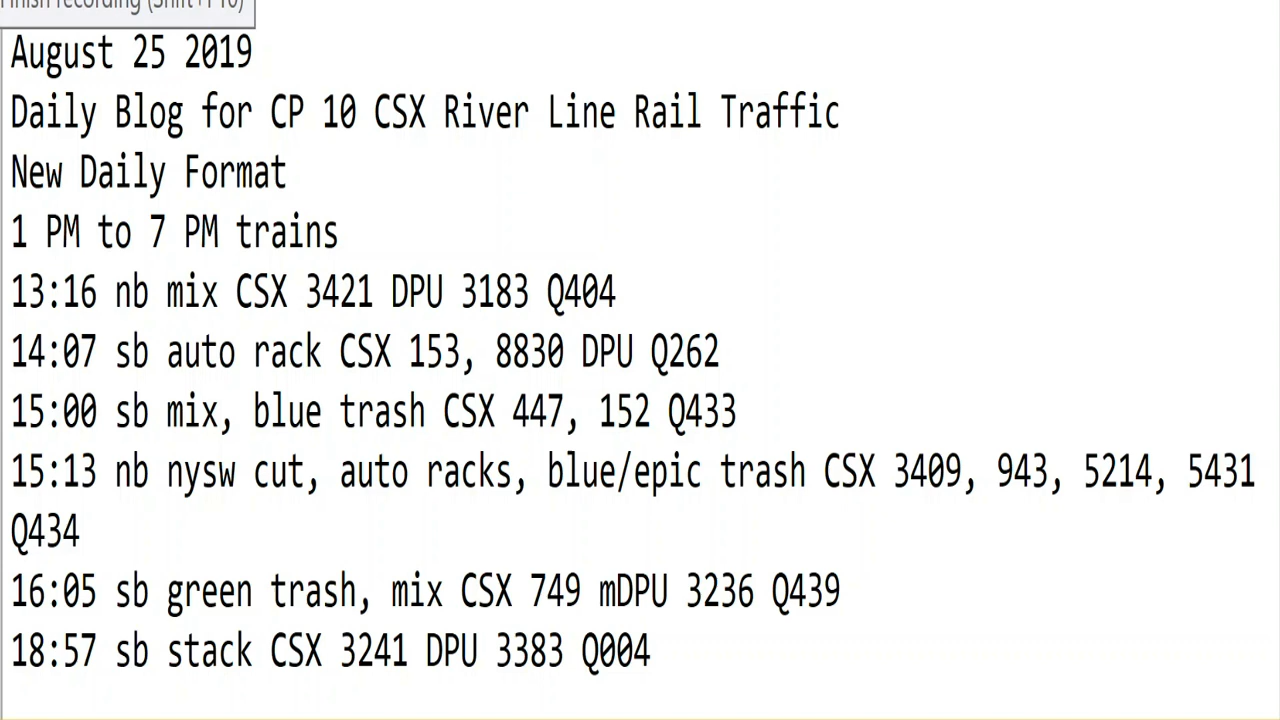 Finish recording (Shift+F10)
August 25 2019
Daily Blog for CP 10 CSX River Line Rail Traffic
New Daily Format
1 PM to 7 PM trains
13:16 nb mix CSX 3421 DPU 3183 Q404
14:07 sb auto rack CSX 153, 8830 DPU Q262
15:00 sb mix, blue trash CSX 447, 152 Q433
15:13 nb nysw cut, auto racks, blue/epic trash CSX 3409, 943, 5214, 5431
Q434
16:05 sb green trash, mix CSX 749 mDPU 3236 Q439
18:57 sb stack CSX 3241 DPU 3383 Q004